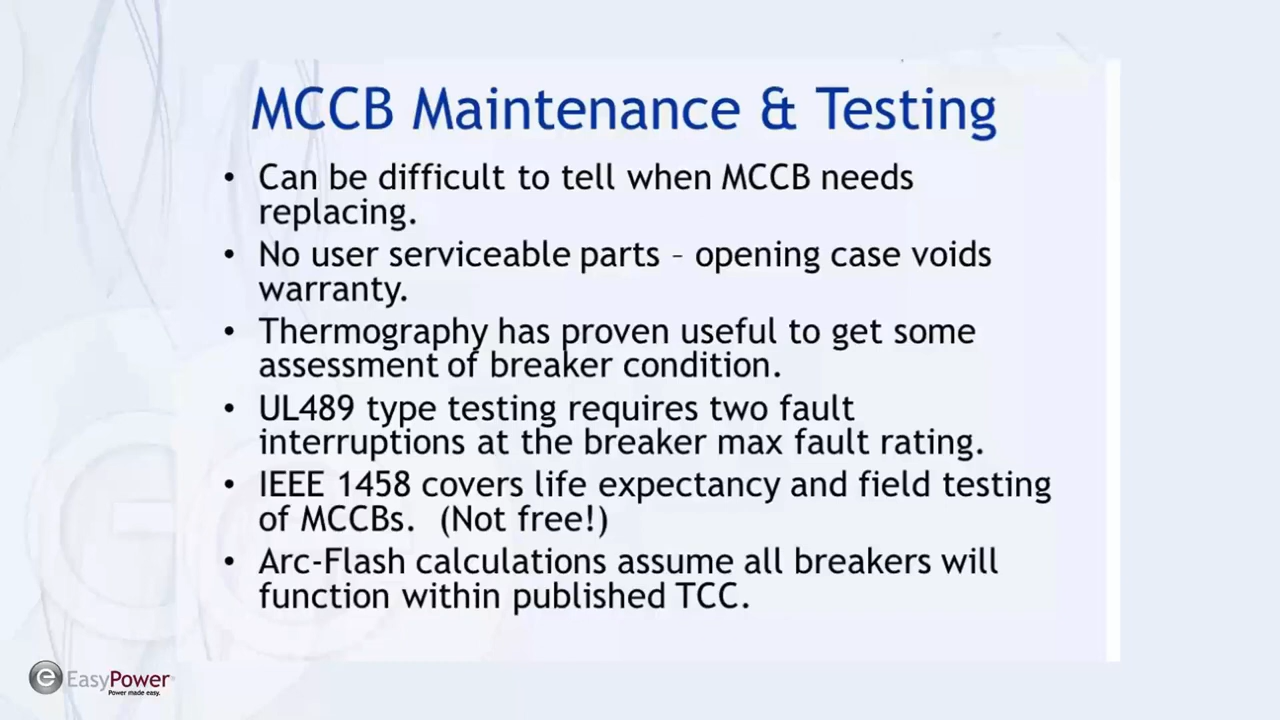 MCCB Maintenance & Testing
• Can be difficult to tell when MCCB needs
replacing.
• No user serviceable parts – opening case voids
warranty.
• Thermography has proven useful to get some
assessment of breaker condition.
• UL489 type testing requires two fault
interruptions at the breaker max fault rating.
• IEEE 1458 covers life expectancy and field testing
of MCCBs. (Not free!)
• Arc-Flash calculations assume all breakers will
function within published TCC.
e EasyPower
Power made easy.